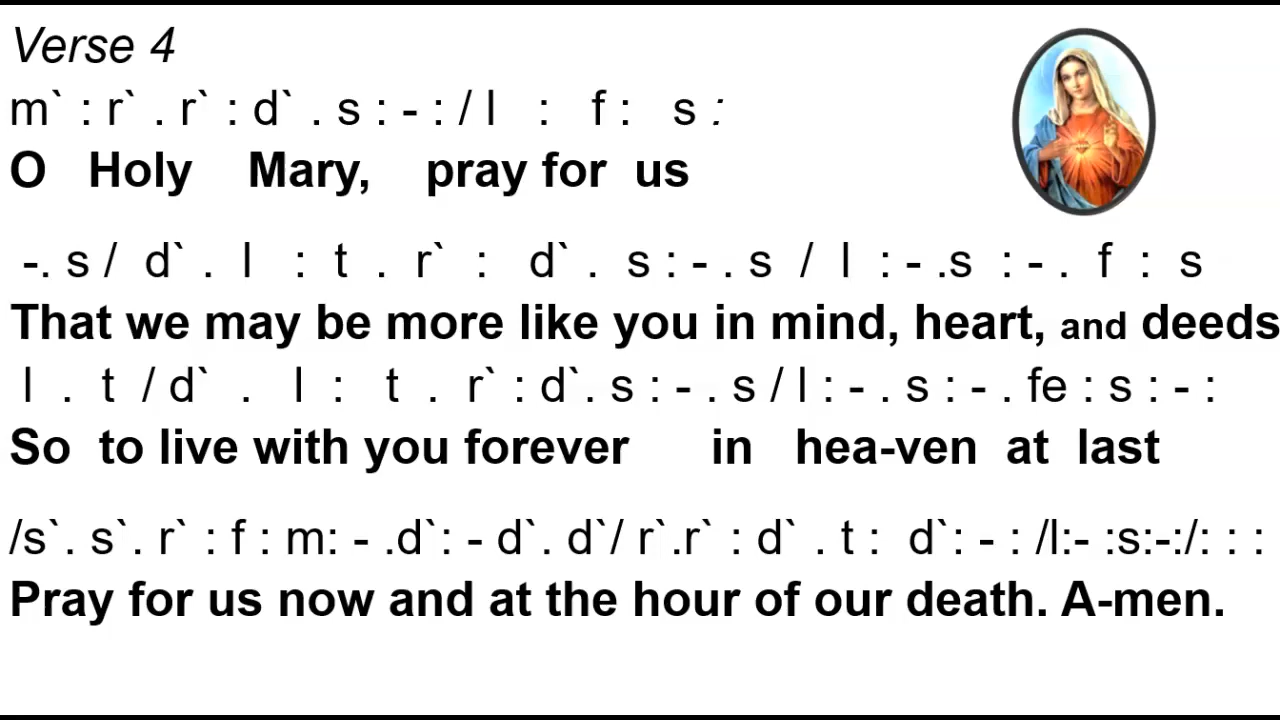 Verse 4
m` : r` . r` : d` . s : - : / l : f : s :
O Holy Mary, pray for us
-. s / d` . l : t . r` : d` . s : - . s / l : - .s : - . f : s
That we may be more like you in mind, heart, and deeds
l . t / d` . l : t . r` : d`. s : - . s / l : - . s : - . fe : s : - :
So to live with you forever in hea-ven at last
/s`. s`. r` : f : m: - .d`: - d`. d`/ r`.r` : d` . t : d`: - : /l:- :s:-:/: : :
Pray for us now and at the hour of our death. A-men.